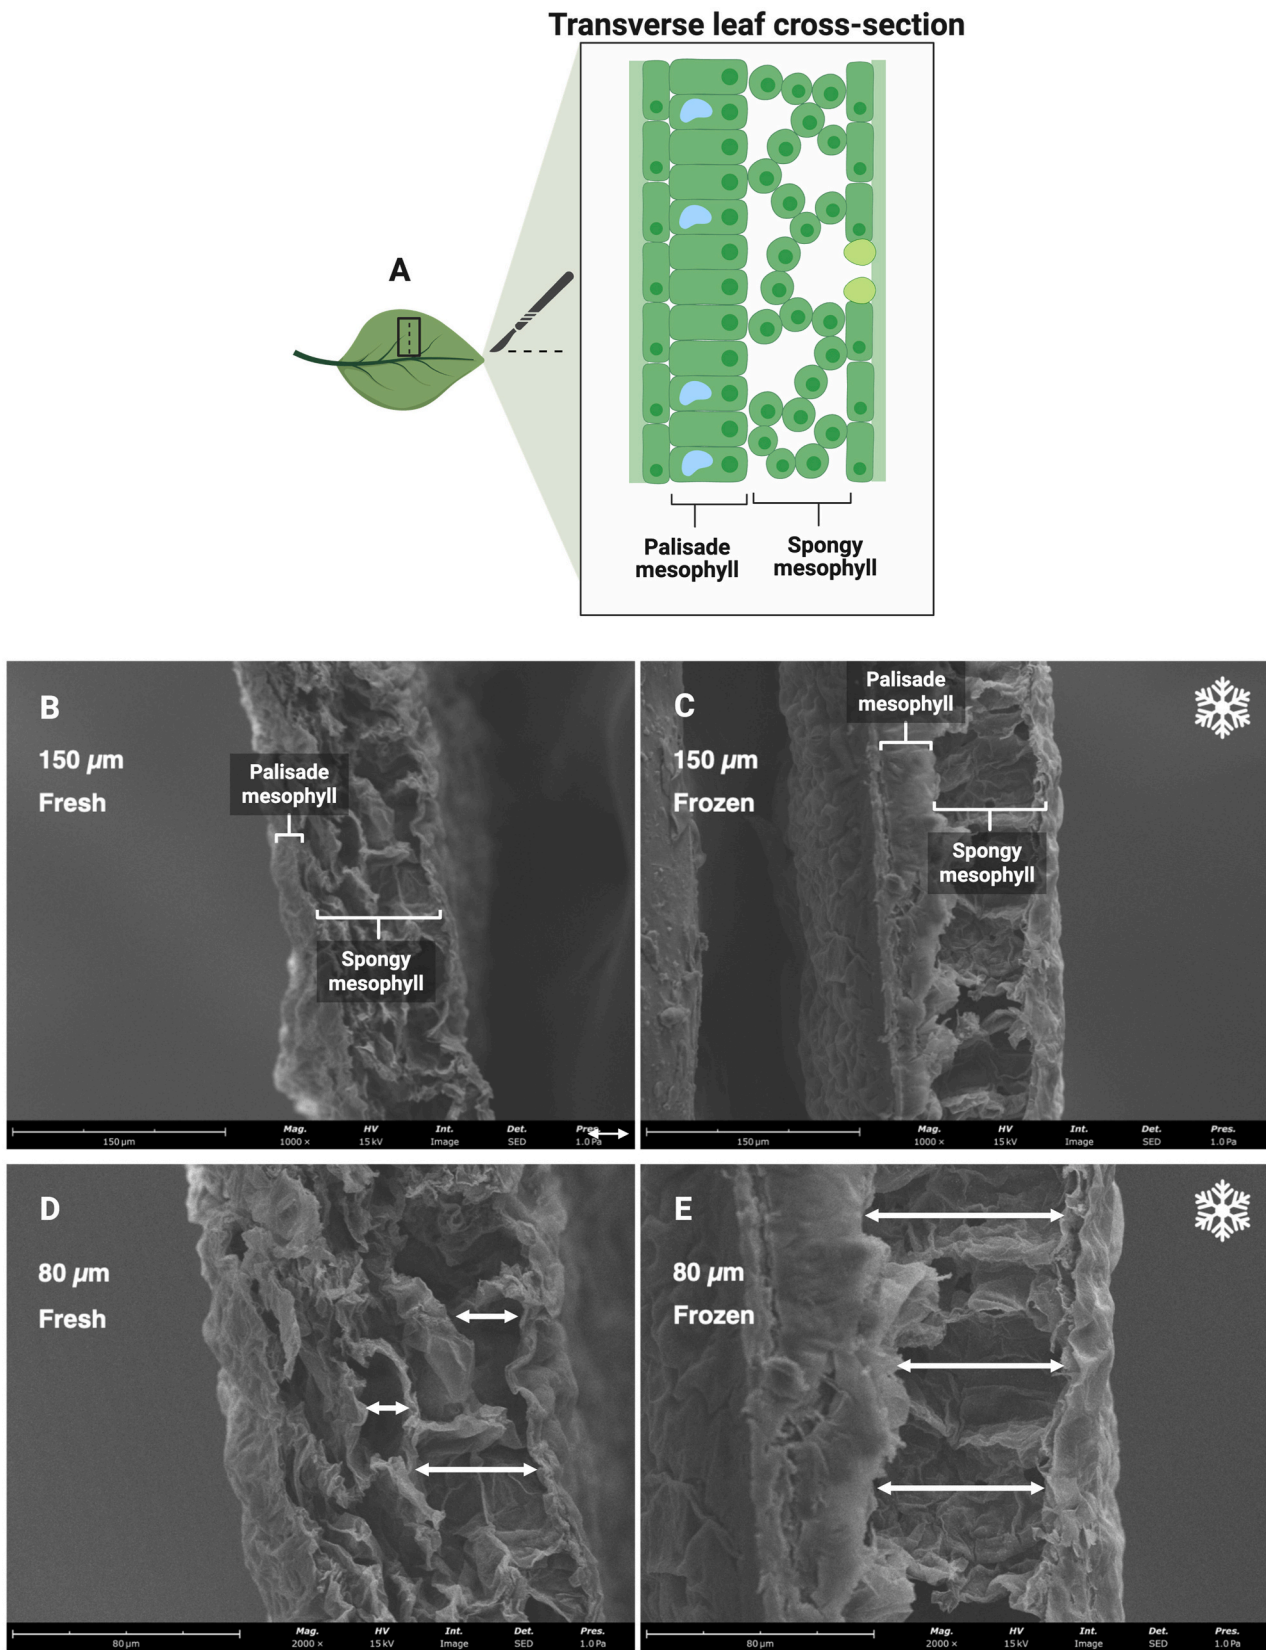 Transverse leaf cross-section
A
Palisade
mesophyll
Spongy
mesophyll
B
150 µm
Fresh
Palisade
mesophyll
Spongy
mesophyll
150 µm
Mag.
1000 ×
HV
15 kV
Int.
Image
Det.
SED
Pres.
1.0 Pa
C
150 µm
Frozen
Palisade
mesophyll
Spongy
mesophyll
150 µm
Mag.
1000 ×
HV
15 kV
Int.
Image
Det.
SED
Pres.
1.0 Pa
D
80 µm
Fresh
80 µm
Mag.
2000 ×
HV
15 kV
Int.
Image
Det.
SED
Pres.
1.0 Pa
E
80 µm
Frozen
80 µm
Mag.
2000 ×
HV
15 kV
Int.
Image
Det.
SED
Pres.
1.0 Pa